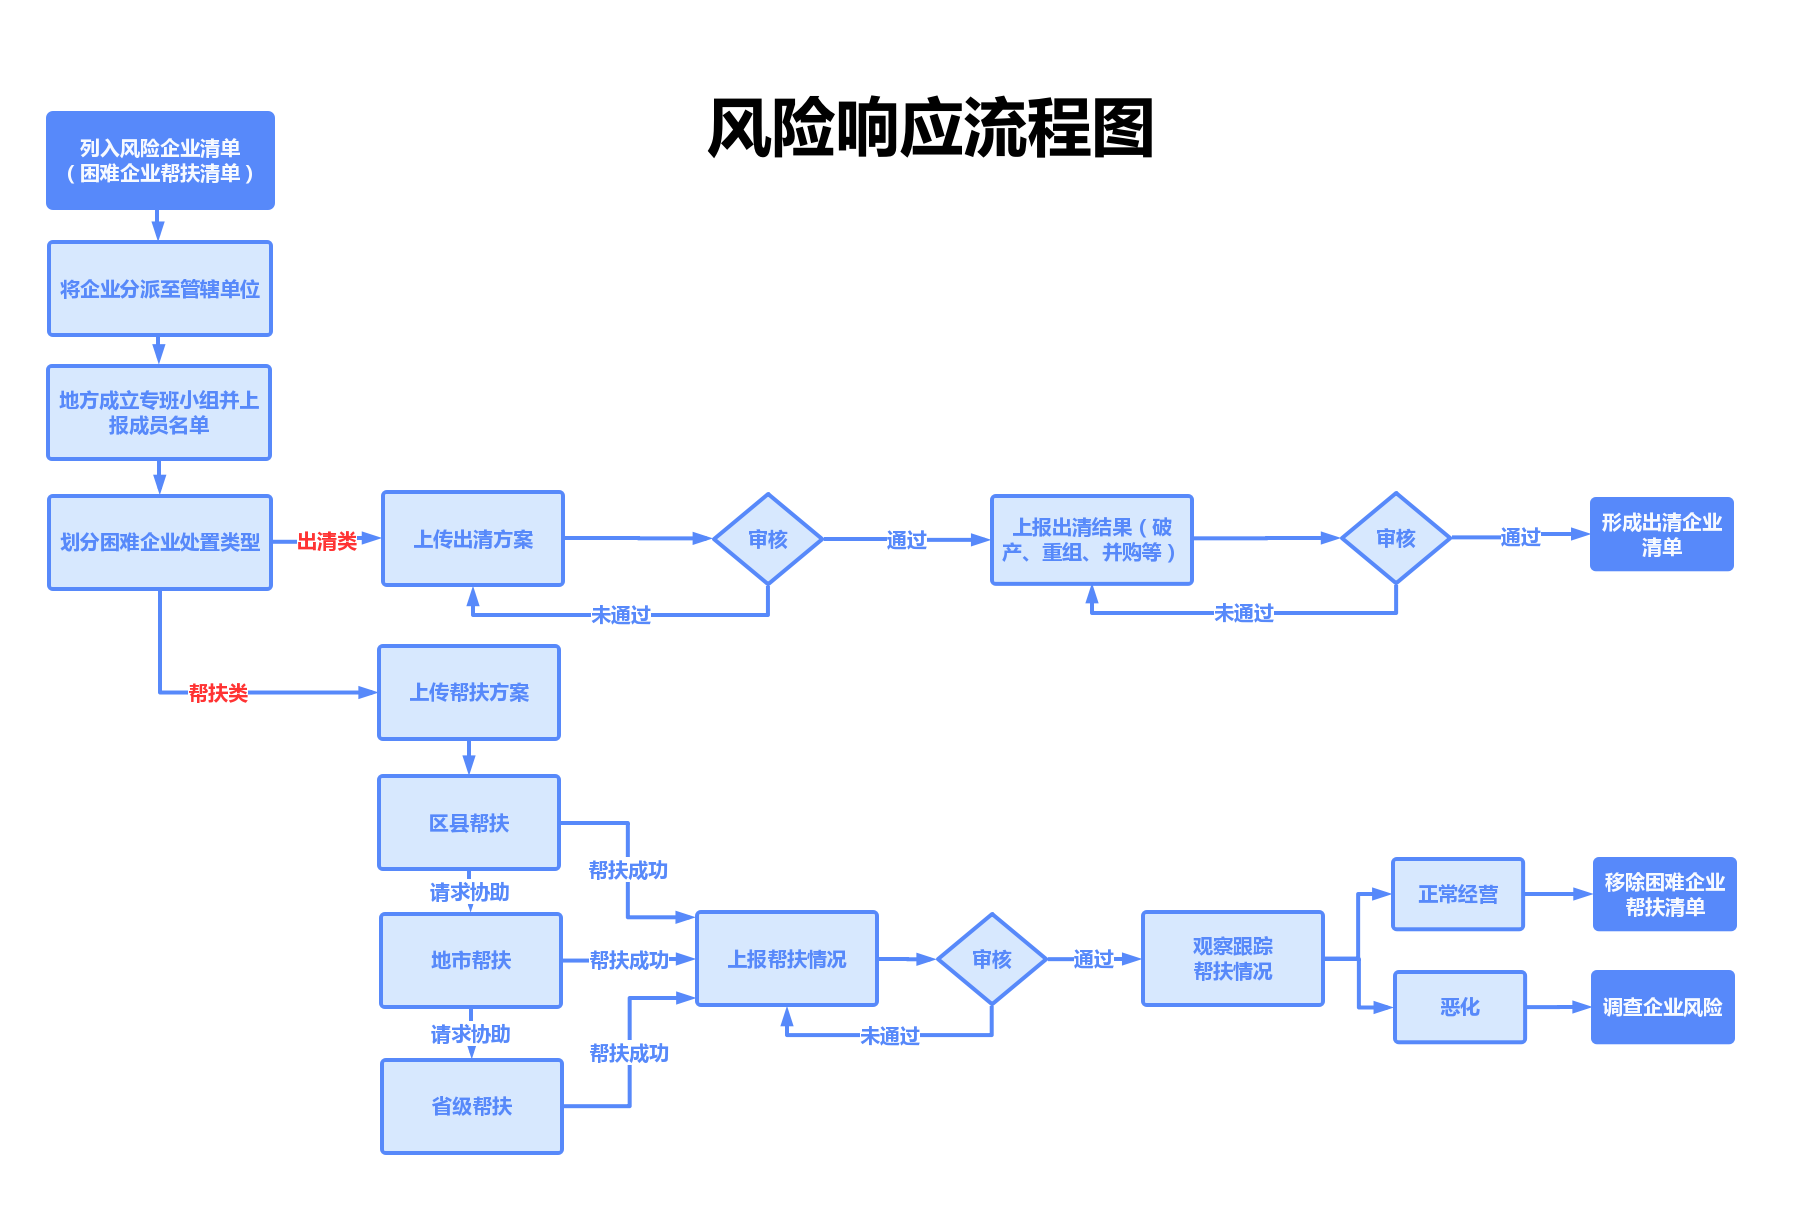 风险响应流程图
列入风险企业清单
（困难企业帮扶清单）
将企业分派至管辖单位
地方成立专班小组并上
报成员名单
划分困难企业处置类型
出清类
上传出清方案
审核
通过
上报出清结果（破
产、重组、并购等）
审核
通过
形成出清企业
清单
未通过
未通过
帮扶类
上传帮扶方案
区县帮扶
帮扶成功
请求协助
地市帮扶
帮扶成功
上报帮扶情况
审核
通过
观察跟踪
帮扶情况
正常经营
移除困难企业
帮扶清单
恶化
调查企业风险
未通过
请求协助
帮扶成功
省级帮扶